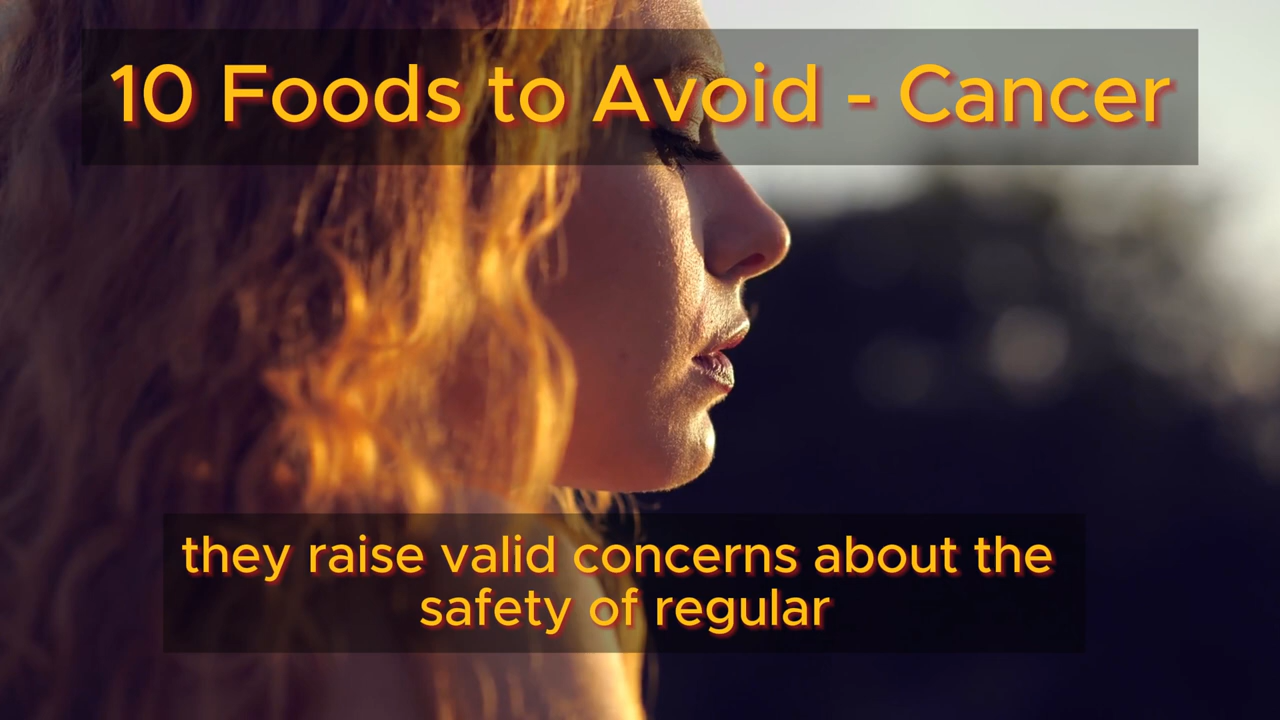 10 Foods to Avoid - Cancer
they raise valid concerns about the
safety of regular